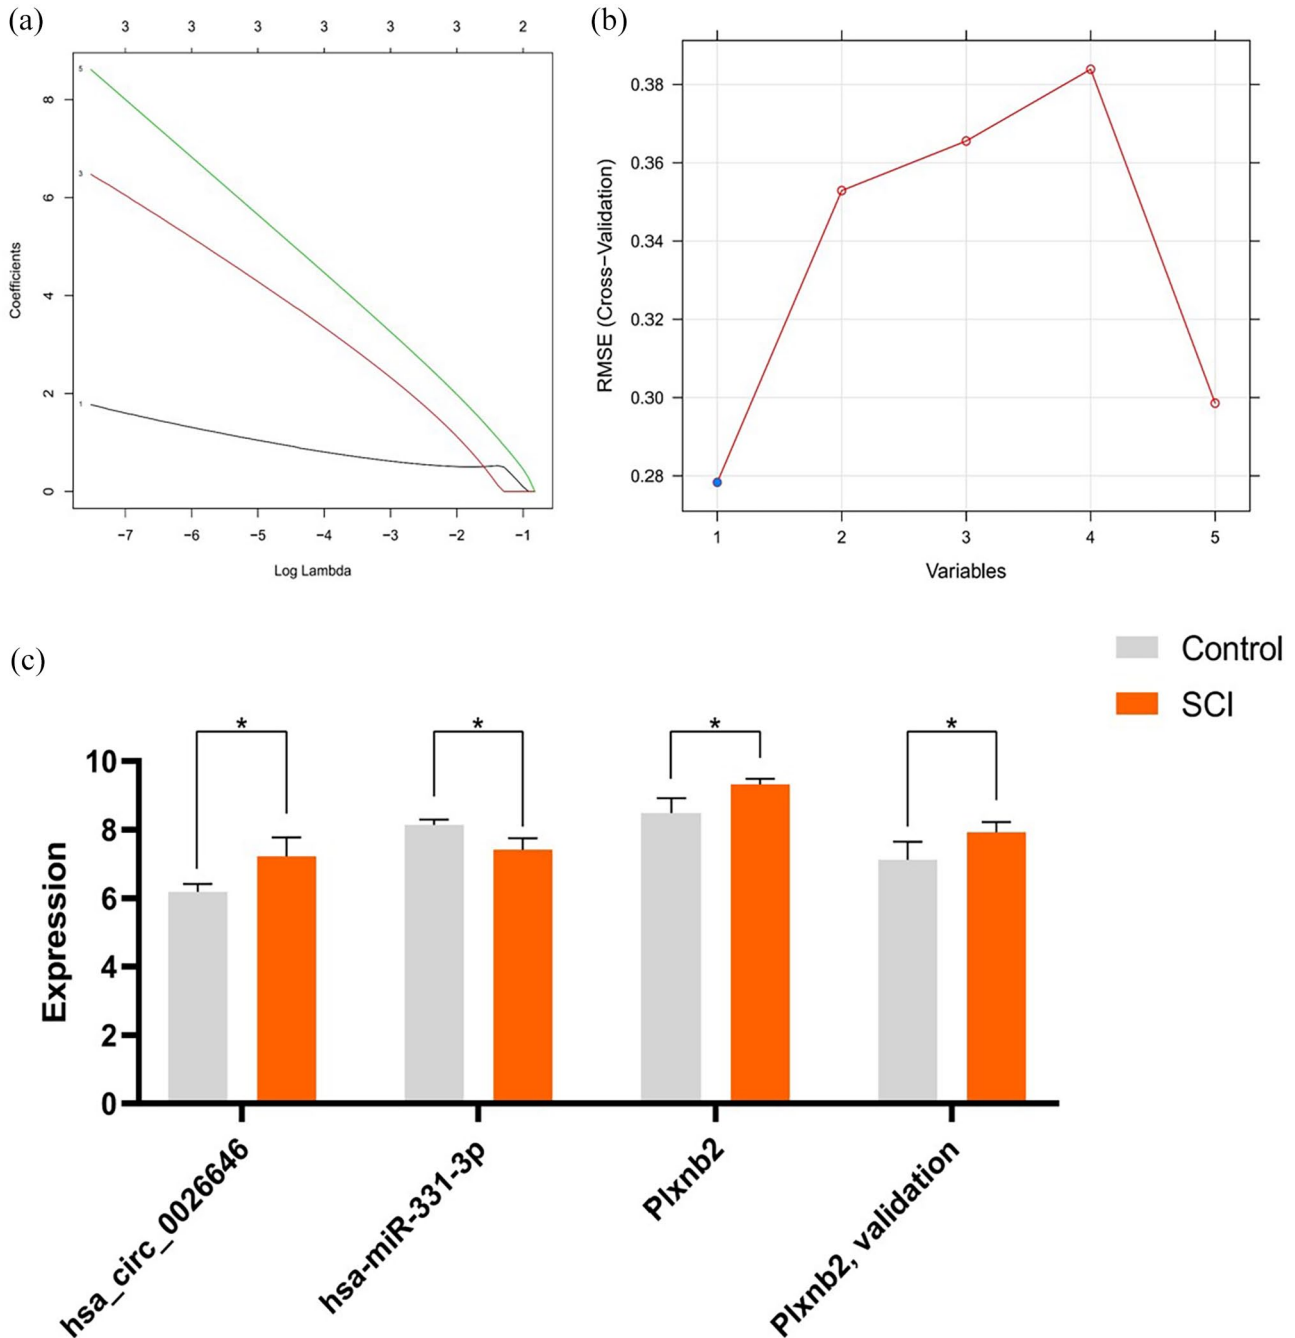 (a)
3 3 3 3 3 3 2
8
6
4
2
0
5
3
1
Coefficients
−7 −6 −5 −4 −3 −2 −1
Log Lambda
(b)
0.38
0.36
0.34
0.32
0.30
0.28
RMSE (Cross−Validation)
1 2 3 4 5
Variables
(c)
Control
SCI
* * * *
10
8
6
4
2
0
Expression
hsa_circ_0026646
hsa-miR-331-3p
Plxnb2
Plxnb2, validation